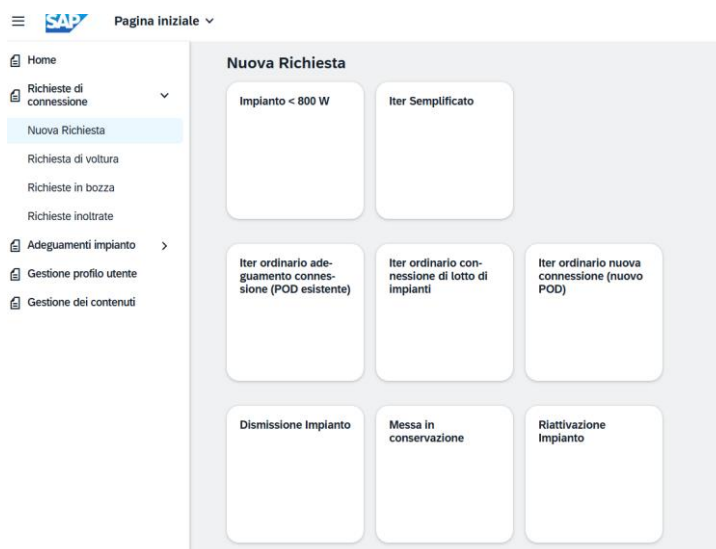 SAP
Pagina iniziale
Home
Richieste di
connessione
Nuova Richiesta
Richiesta di voltura
Richieste in bozza
Richieste inoltrate
Adeguamenti impianto
Gestione profilo utente
Gestione dei contenuti
Nuova Richiesta
Impianto < 800 W
Iter Semplificato
Iter ordinario ade-
guamento connes-
sione (POD esistente)
Iter ordinario con-
nessione di lotto di
impianti
Iter ordinario nuova
connessione (nuovo
POD)
Dismissione Impianto
Messa in
conservazione
Riattivazione
Impianto